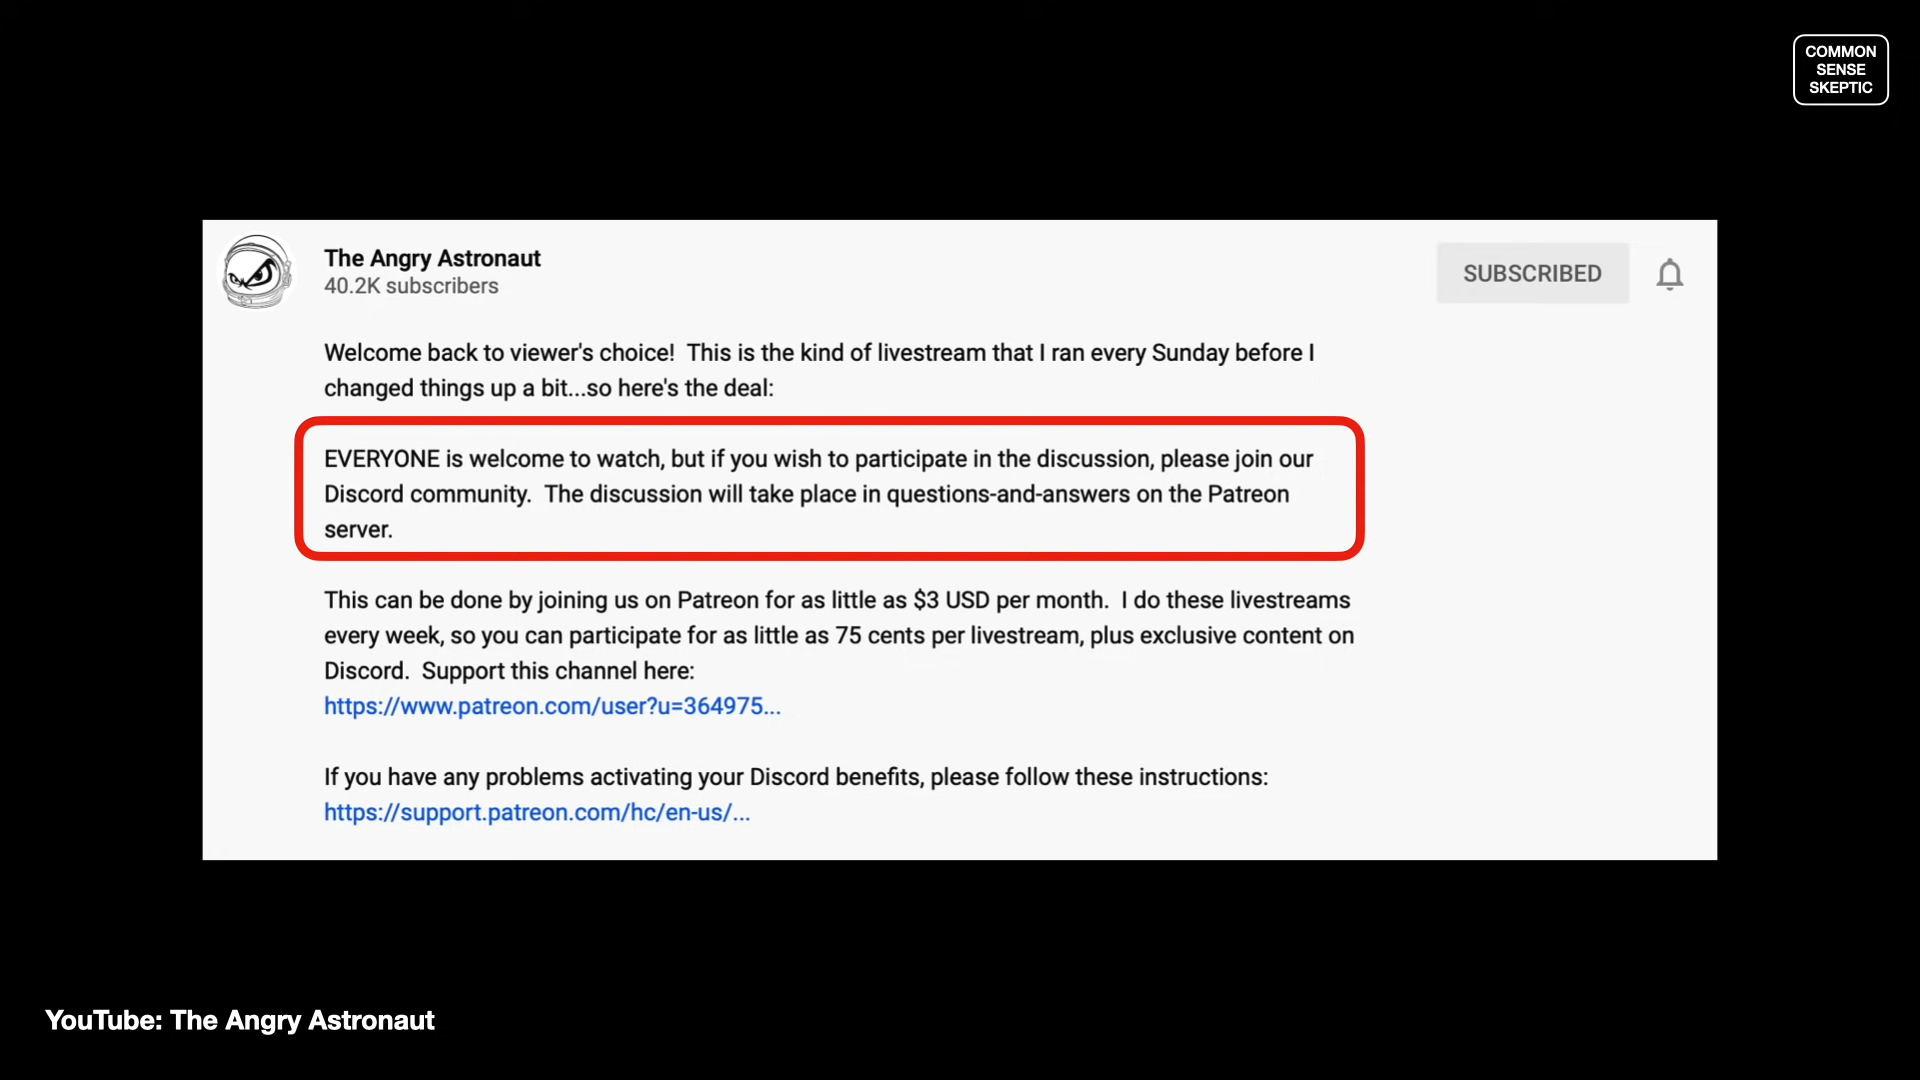 COMMON
SENSE
SKEPTIC
The Angry Astronaut
40.2K subscribers
SUBSCRIBED
Welcome back to viewer's choice!  This is the kind of livestream that I ran every Sunday before I
changed things up a bit...so here's the deal:
EVERYONE is welcome to watch, but if you wish to participate in the discussion, please join our
Discord community.  The discussion will take place in questions-and-answers on the Patreon
server.
This can be done by joining us on Patreon for as little as $3 USD per month.  I do these livestreams
every week, so you can participate for as little as 75 cents per livestream, plus exclusive content on
Discord.  Support this channel here:
https://www.patreon.com/user?u=364975...
If you have any problems activating your Discord benefits, please follow these instructions:
https://support.patreon.com/hc/en-us/...
YouTube: The Angry Astronaut